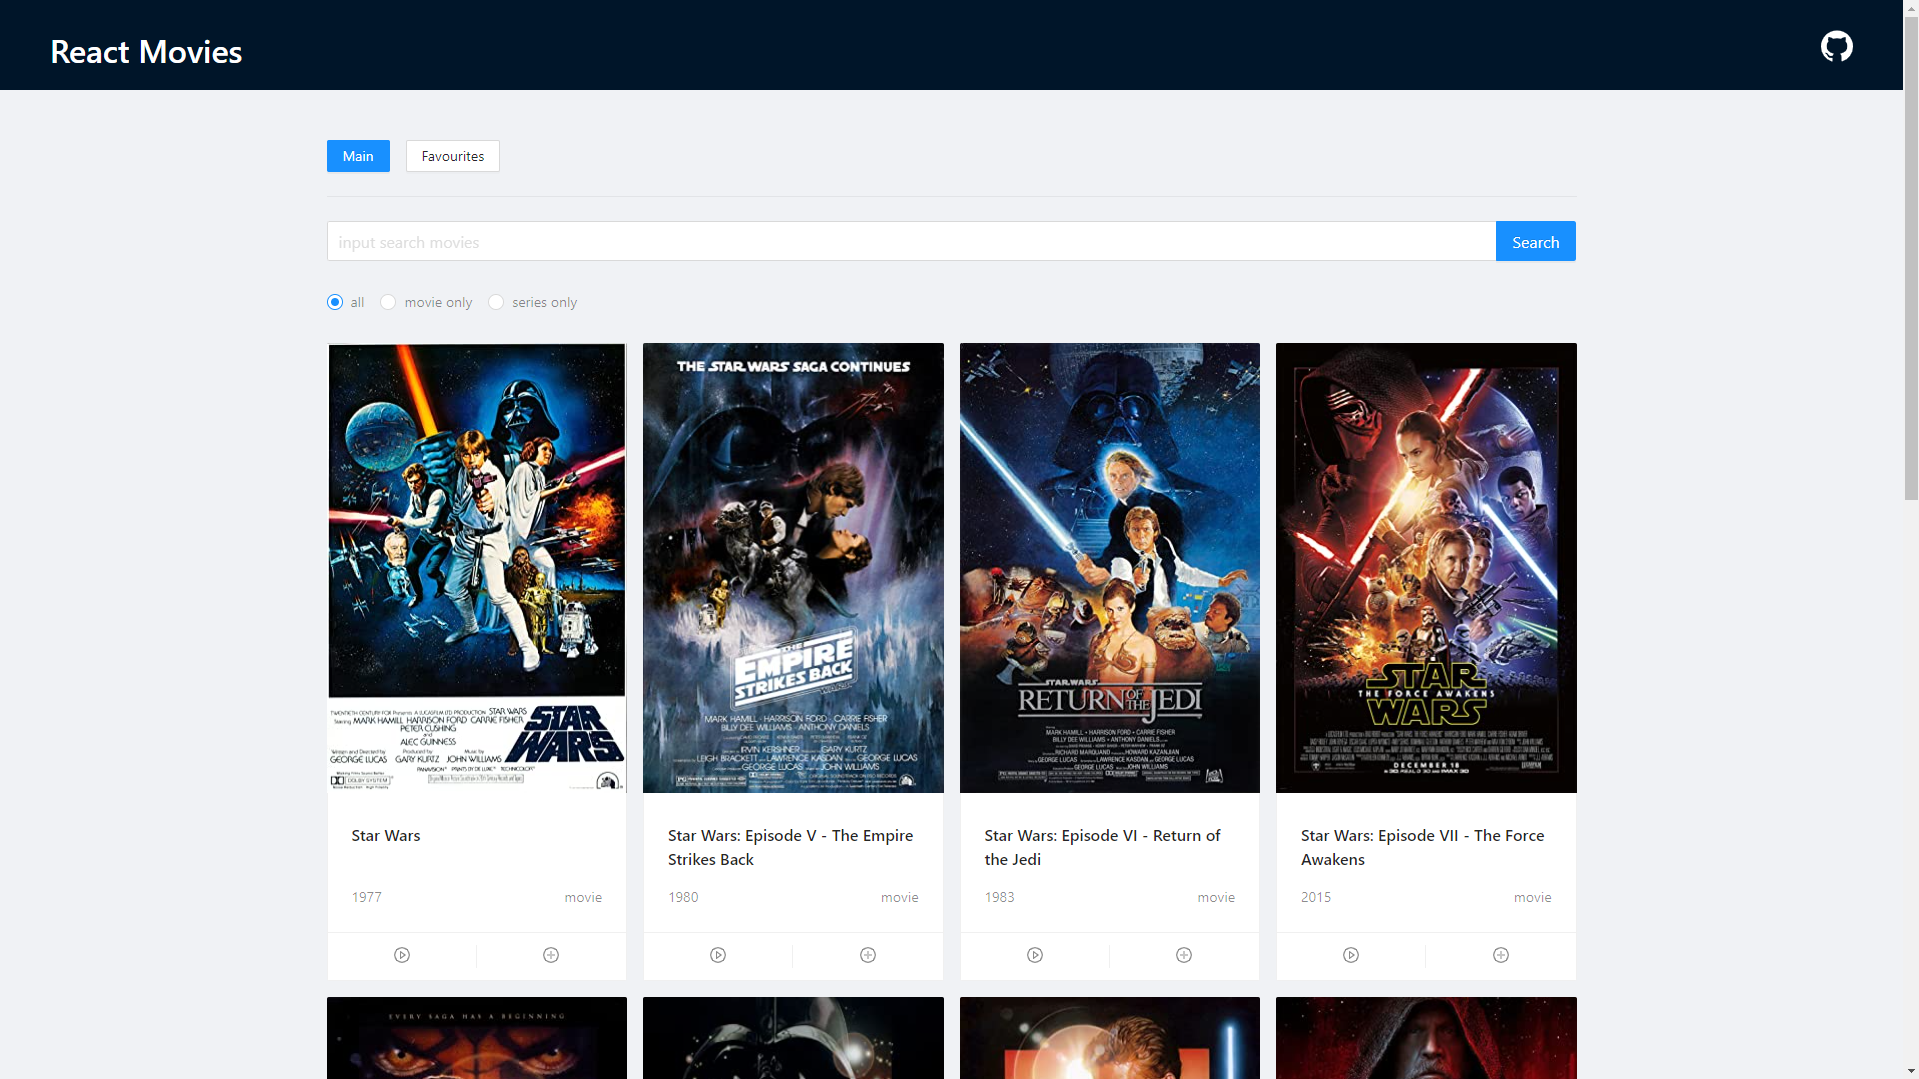 React Movies
Main
Favourites
input search movies
Search
all
movie only
series only
TWENTIETH CENTURY-FOX Presents A LUCASFILM LTD PRODUCTION STAR WARS
Starring MARK HAMILL HARRISON FORD CARRIE FISHER
PETER CUSHING
and
ALEC GUINNESS
Written and Directed by
GEORGE LUCAS
Produced by
GARY KURTZ
Music by
JOHN WILLIAMS
STAR WARS
THE STAR WARS SAGA CONTINUES
THE EMPIRE
STRIKES BACK
MARK HAMILL · HARRISON FORD · CARRIE FISHER
BILLY DEE WILLIAMS · ANTHONY DANIELS
IRVIN KERSHNER
GARY KURTZ
LEIGH BRACKETT
LAWRENCE KASDAN
GEORGE LUCAS
GEORGE LUCAS
JOHN WILLIAMS
STAR WARS
RETURN OF THE JEDI
MARK HAMILL · HARRISON FORD · CARRIE FISHER
BILLY DEE WILLIAMS · ANTHONY DANIELS
RICHARD MARQUAND
HOWARD KAZANJIAN
GEORGE LUCAS
LAWRENCE KASDAN
GEORGE LUCAS
GEORGE LUCAS
JOHN WILLIAMS
STAR
THE FORCE AWAKENS
WARS
DECEMBER 18
Star Wars
1977
movie
Star Wars: Episode V - The Empire
Strikes Back
1980
movie
Star Wars: Episode VI - Return of
the Jedi
1983
movie
Star Wars: Episode VII - The Force
Awakens
2015
movie
EVERY SAGA HAS A BEGINNING